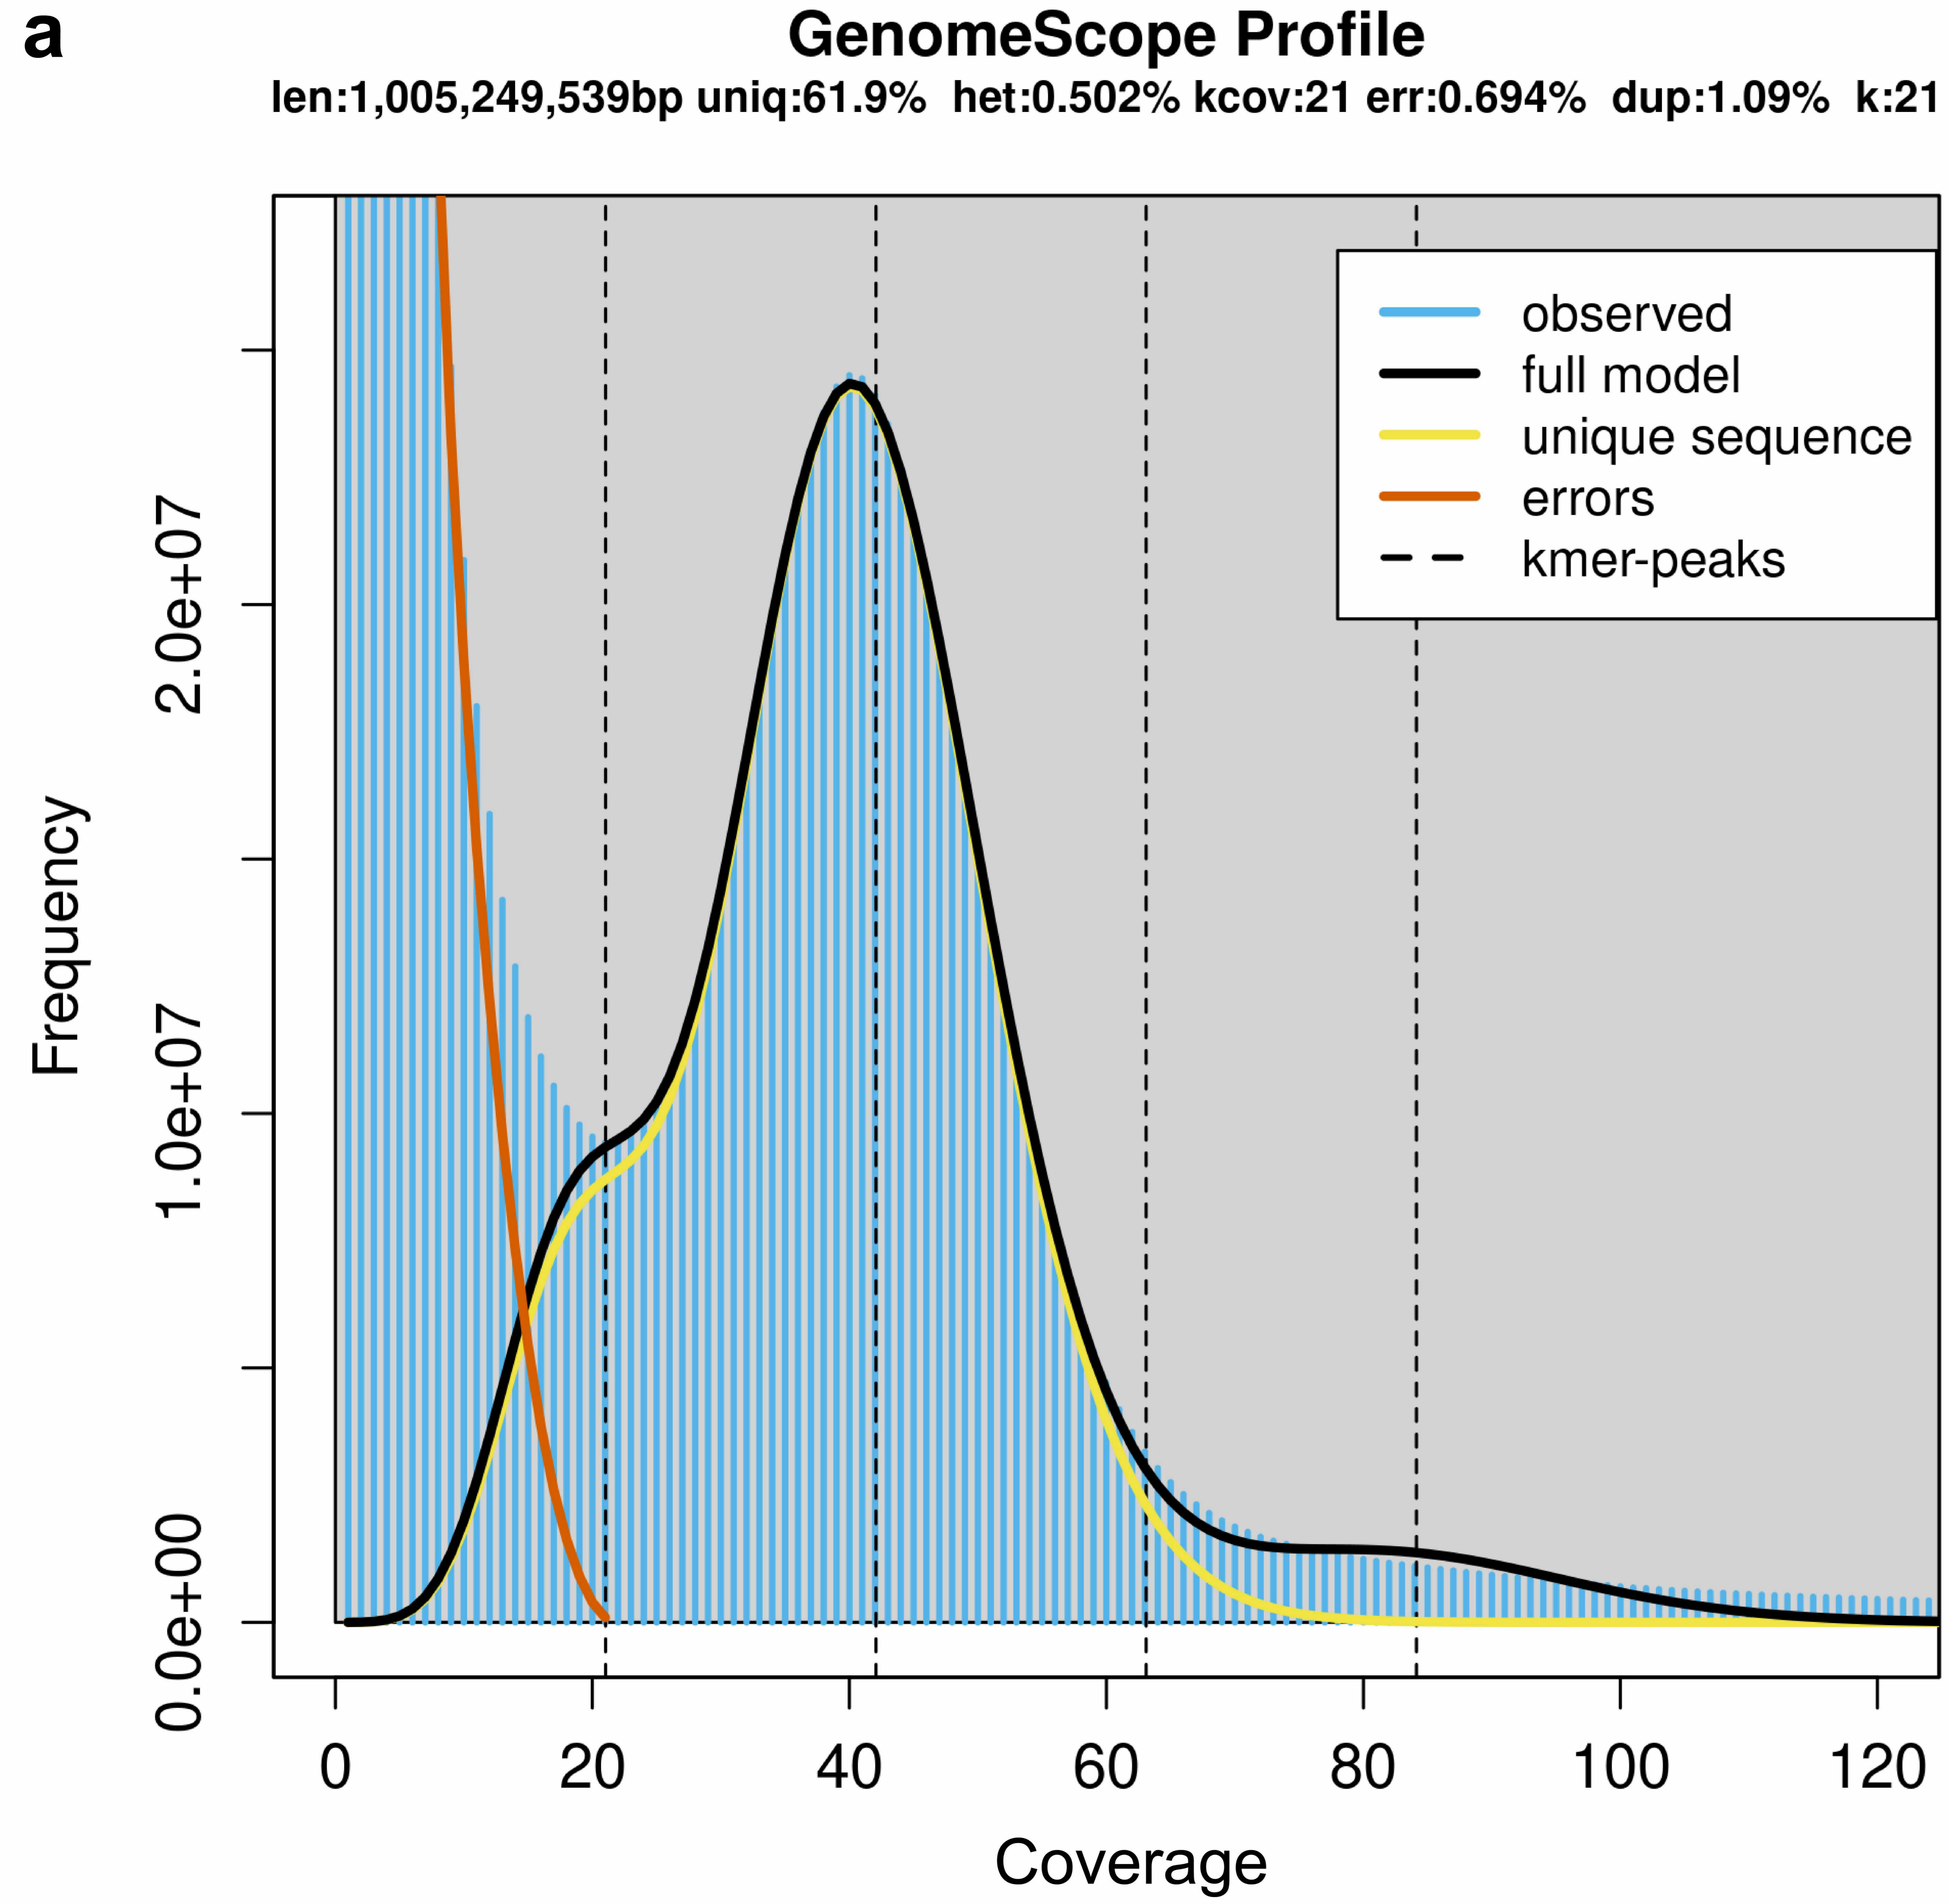 a
GenomeScope Profile
len:1,005,249,539bp uniq:61.9% het:0.502% kcov:21 err:0.694% dup:1.09% k:21
observed
full model
unique sequence
errors
kmer-peaks
Frequency
2.0e+07
1.0e+07
0.0e+00
0 20 40 60 80 100 120
Coverage